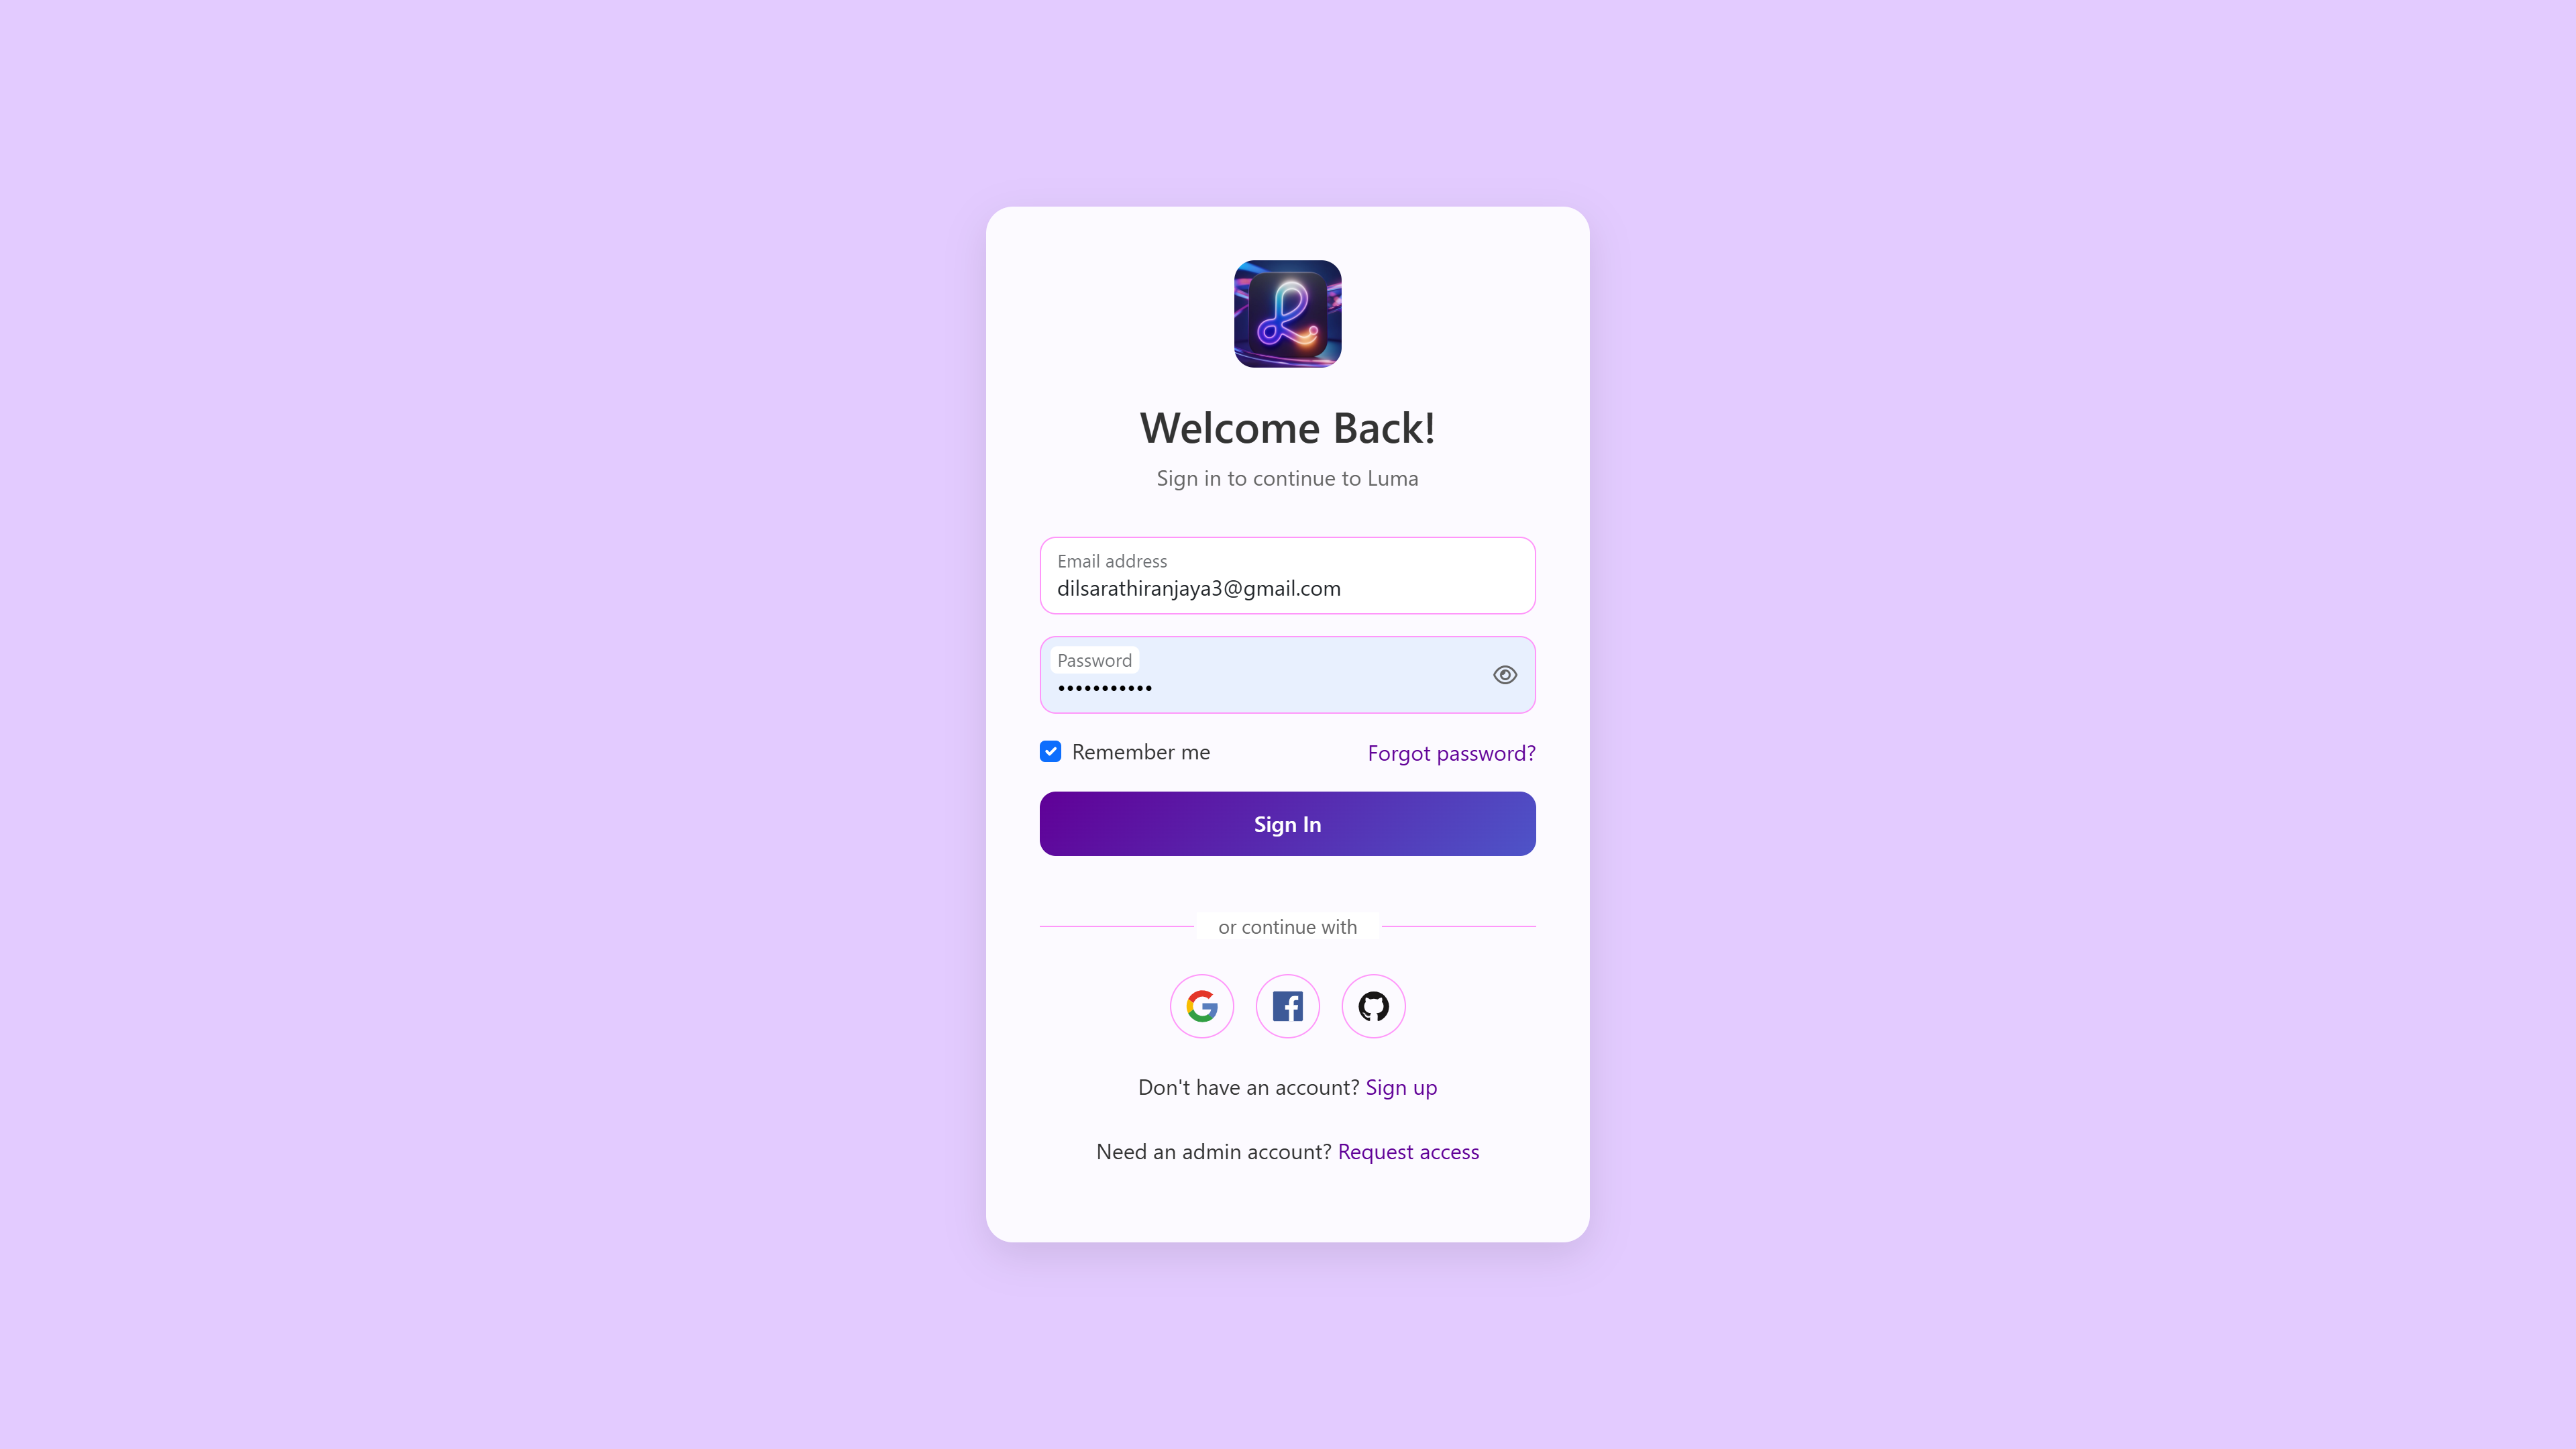 Welcome Back!
Sign in to continue to Luma
Email address
dilsarathiranjaya3@gmail.com
Password
•••••••••••
Remember me
Forgot password?
Sign In
or continue with
Don't have an account? Sign up
Need an admin account? Request access